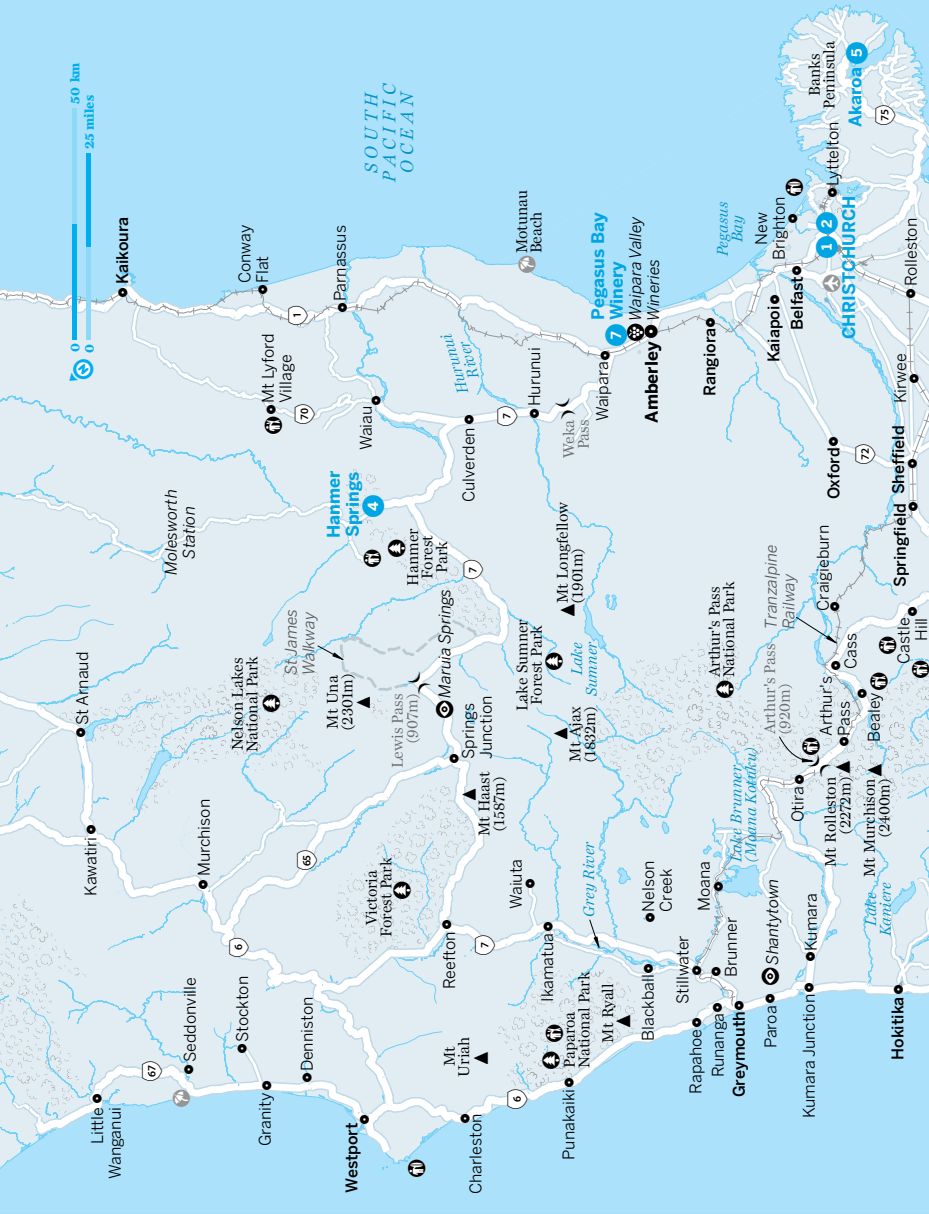 0
50 km
0
25 miles
SOUTH
PACIFIC
OCEAN
Kaikoura
Conway
Flat
1
Parnassus
Mt Lyford
Village
70
Waiau
Hurunui
River
Motunau
Beach
Pegasus Bay
Winery
7
Waipara Valley
Wineries
Pegasus
Bay
New
Brighton
Banks
Peninsula
Akaroa 5
75
Lyttelton
1 2
CHRISTCHURCH
Rolleston
Belfast
Kaiapoi
Rangiora
Amberley
Waipara
Weka
Pass
Hurunui
7
Culverden
Kirwee
Oxford
72
Sheffield
Springfield
Molesworth
Station
Hanmer
Springs
4
Hanmer
Forest
Park
7
St James
Walkway
Mt Longfellow
(1901m)
Lake Sumner
Forest Park
Lake
Sumner
Mt Ajax
(1832m)
Arthur's Pass
National Park
Tranzalpine
Railway
Craigieburn
Cass
Castle
Hill
Bealey
Arthur's Pass
(920m)
Arthur's
Pass
Otira
Mt Rolleston
(2272m)
Mt Murchison
(2400m)
St Arnaud
Nelson Lakes
National Park
Mt Una
(2301m)
Lewis Pass
(907m)
Maruia Springs
Springs
Junction
Mt Haast
(1587m)
Kawatiri
Murchison
65
6
Victoria
Forest Park
Waiuta
Reefton
7
Ikamatua
Grey River
Nelson
Creek
Moana
Lake Brunner
(Moana Kotuku)
Stillwater
Brunner
Shantytown
Kumara
Lake
Kaniere
Little
Wanganui
67
Seddonville
Stockton
Granity
Denniston
Westport
Charleston
Mt
Uriah
6
Punakaiki
Paparoa
National Park
Mt Ryall
Blackball
Rapahoe
Runanga
Greymouth
Paroa
Kumara Junction
Hokitika